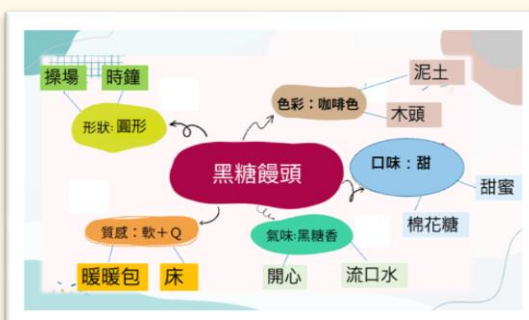 操場
時鐘
形狀:圓形
色彩：咖啡色
泥土
木頭
黑糖饅頭
口味：甜
甜蜜
棉花糖
質感：軟＋Q
暖暖包
床
氣味:黑糖香
開心
流口水